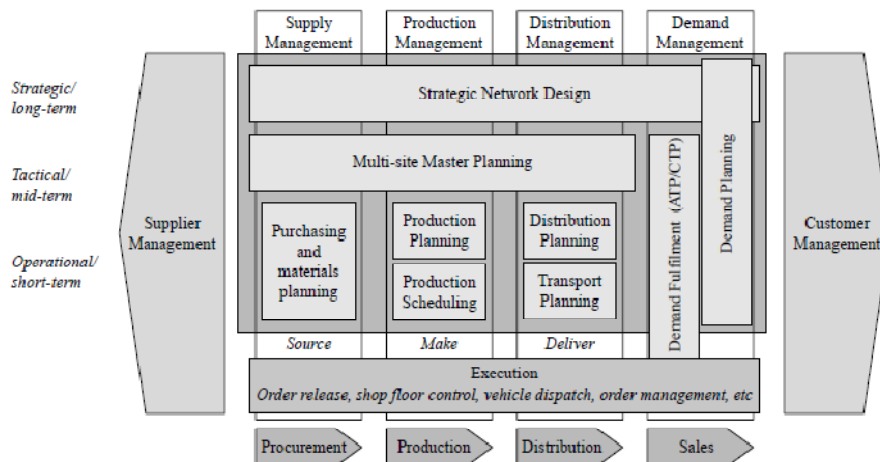 Supply
Management
Production
Management
Distribution
Management
Demand
Management
Strategic/
long-term
Strategic Network Design
Tactical/
mid-term
Multi-site Master Planning
Operational/
short-term
Supplier
Management
Purchasing
and
materials
planning
Production
Planning
Production
Scheduling
Distribution
Planning
Transport
Planning
Demand Fulfilment (ATP/CTP)
Demand Planning
Customer
Management
Source
Make
Deliver
Execution
Order release, shop floor control, vehicle dispatch, order management, etc
Procurement
Production
Distribution
Sales